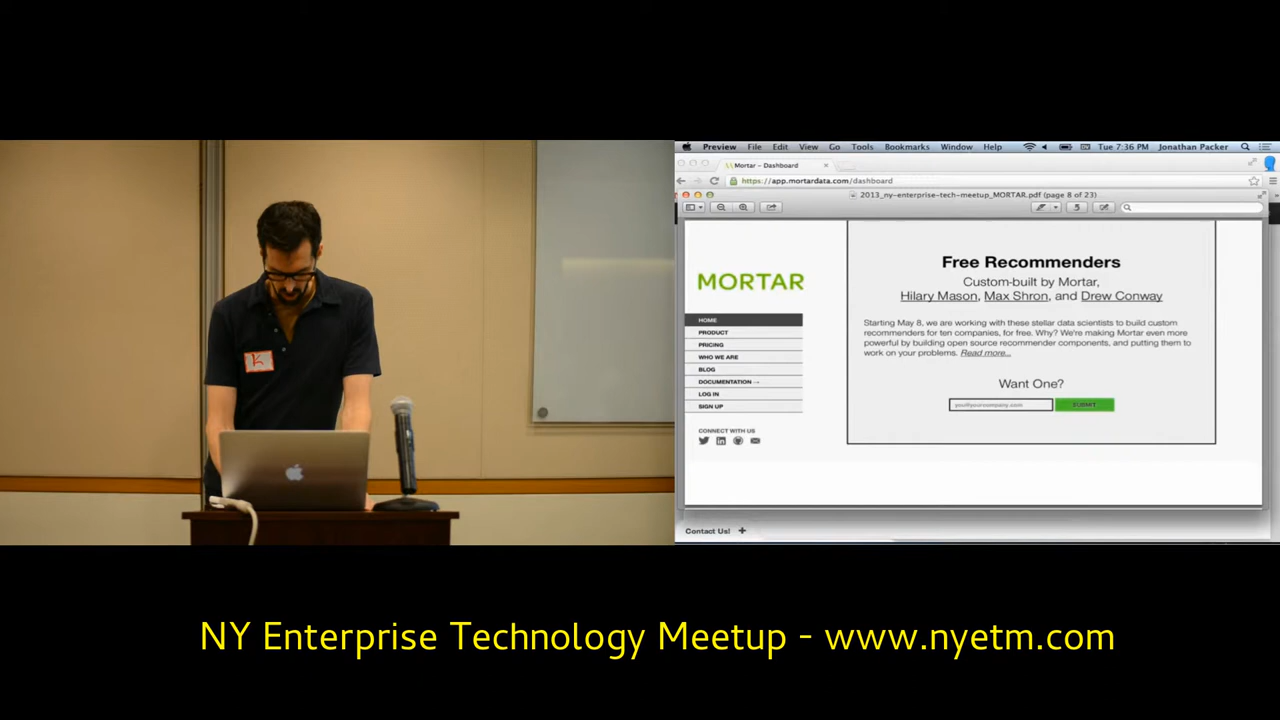 Preview File Edit View Go Tools Bookmarks Window Help Tue 7:36 PM Jonathan Packer
Mortar - Dashboard
https://app.mortardata.com/dashboard
2013_ny-enterprise-tech-meetup_MORTAR.pdf (page 8 of 23)
MORTAR
HOME
PRODUCT
PRICING
WHO WE ARE
BLOG
DOCUMENTATION
LOG IN
SIGN UP
CONNECT WITH US
Free Recommenders
Custom-built by Mortar,
Hilary Mason, Max Shron, and Drew Conway
Starting May 8, we are working with these stellar data scientists to build custom
recommenders for ten companies, for free. Why? We're making Mortar even more
powerful by building open source recommender components, and putting them to
work on your problems. Read more...
Want One?
you@yourcompany.com SUBMIT
Contact Us! +
NY Enterprise Technology Meetup - www.nyetm.com